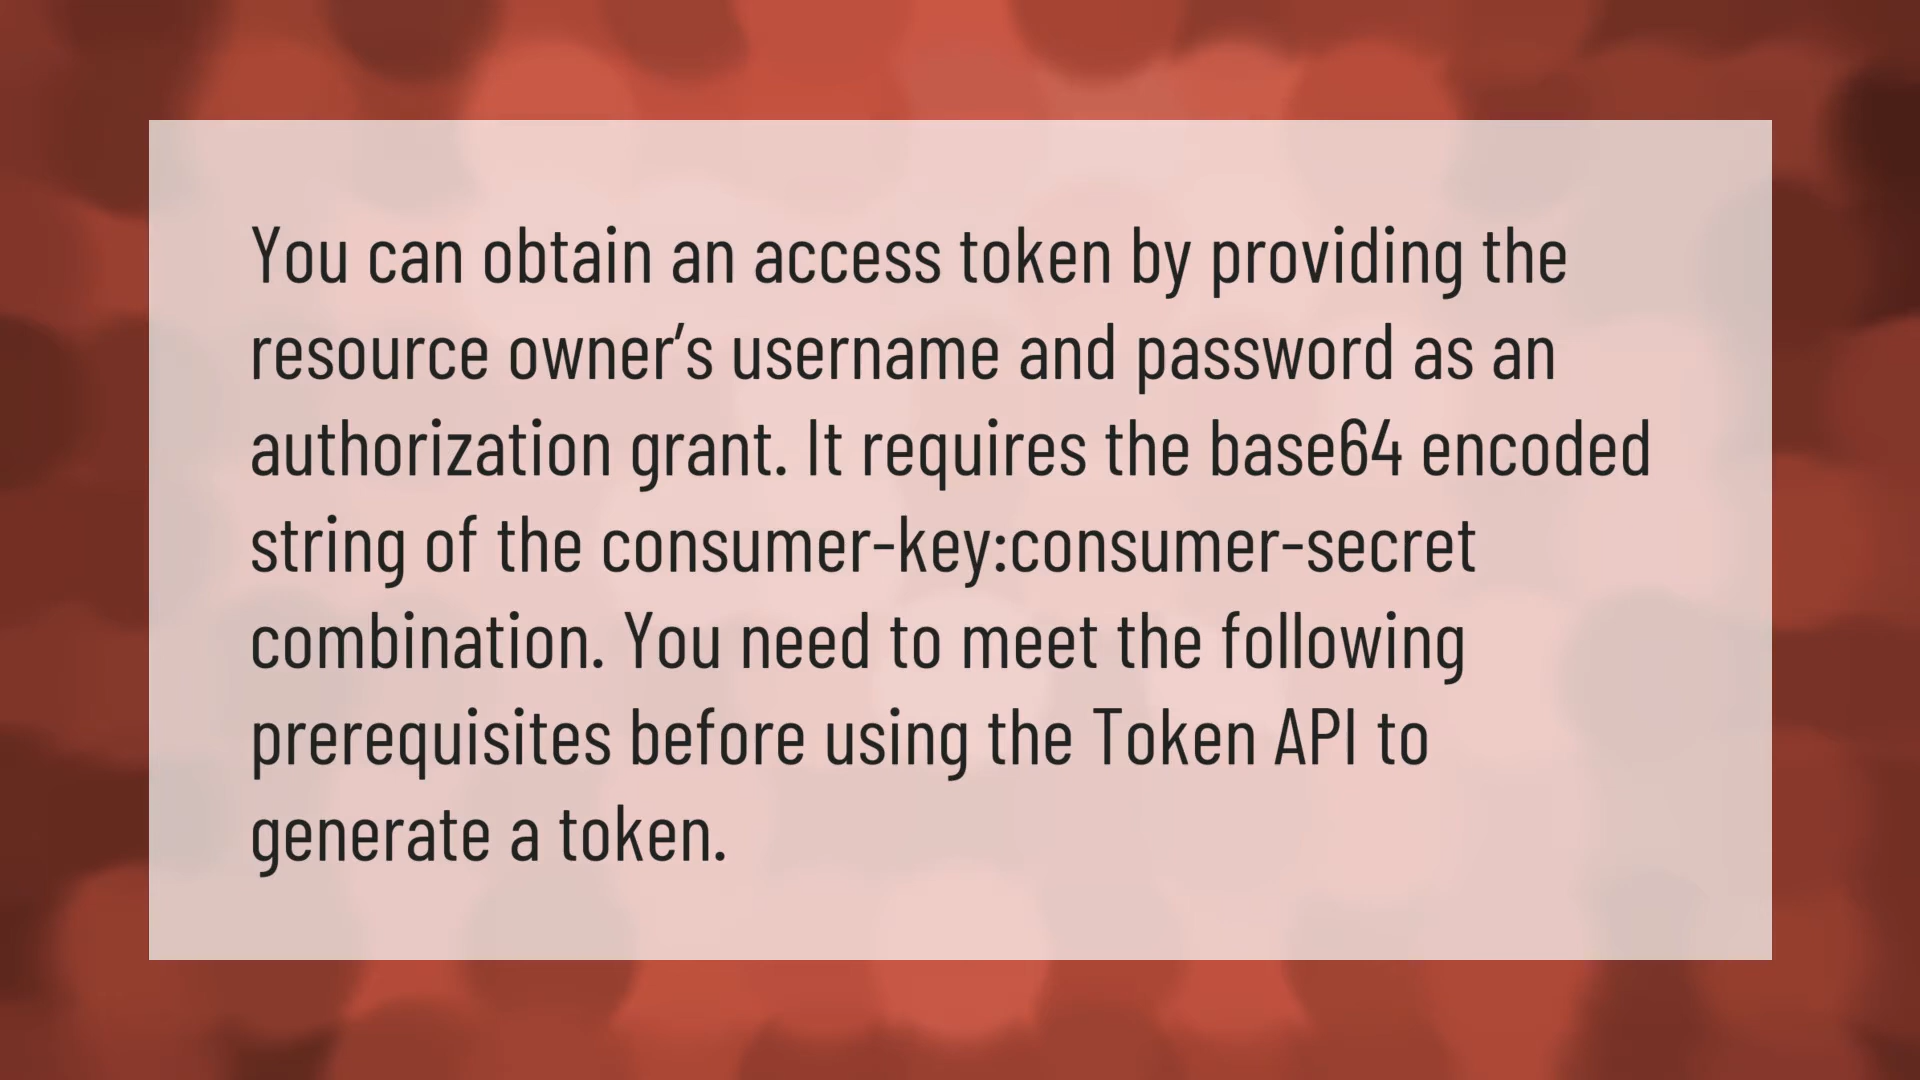 You can obtain an access token by providing the
resource owner’s username and password as an
authorization grant. It requires the base64 encoded
string of the consumer-key:consumer-secret
combination. You need to meet the following
prerequisites before using the Token API to
generate a token.